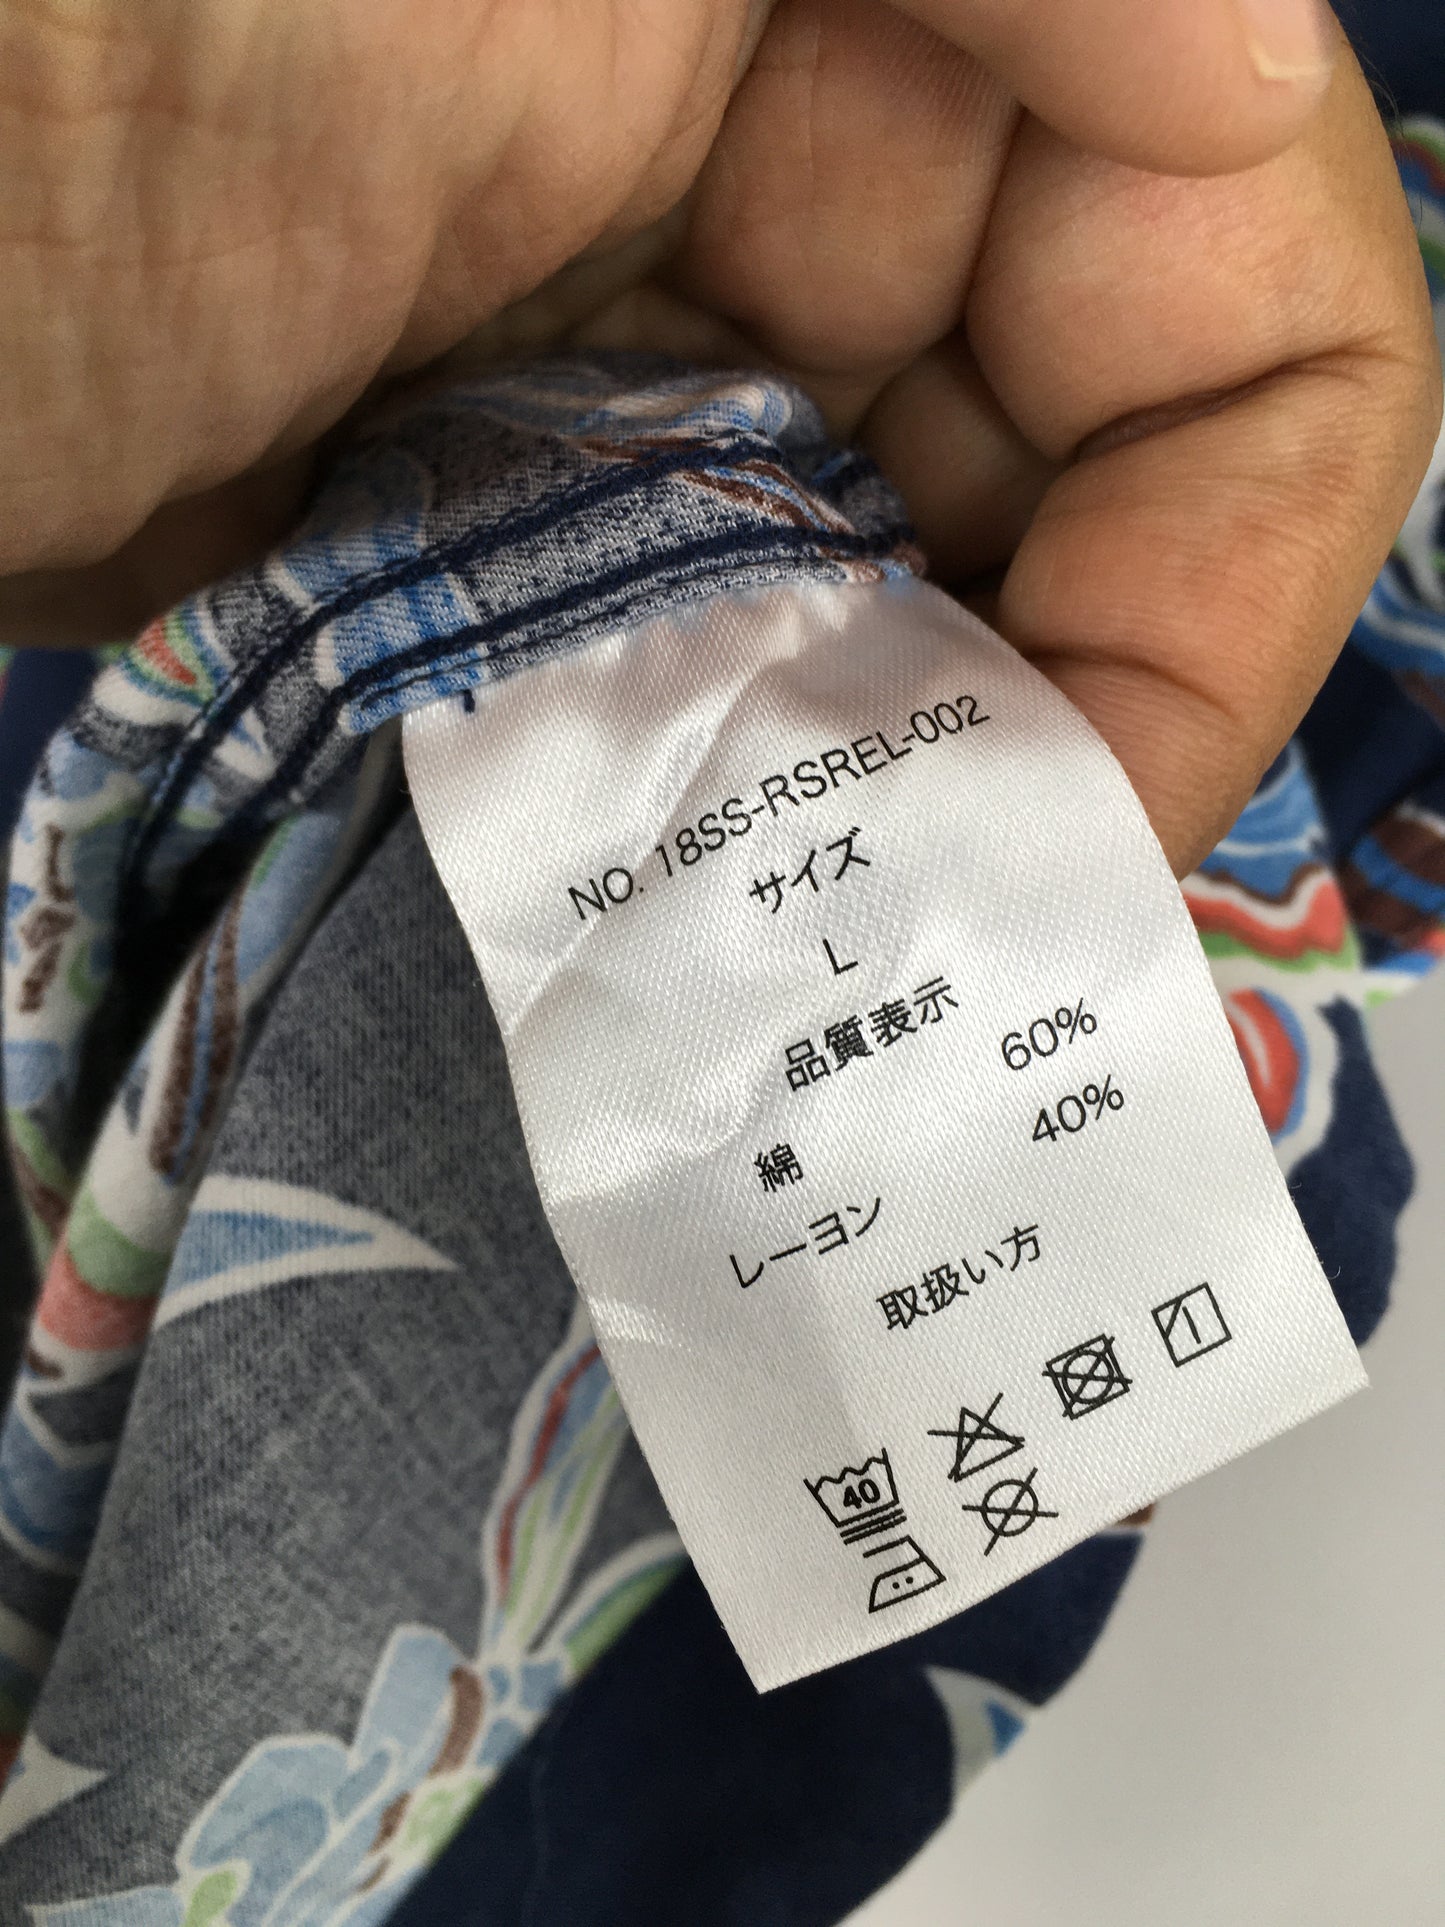 NO. 18SS-RSREL-002
サイズ
L
品質表示
綿 60%
レーヨン 40%
取扱い方
40